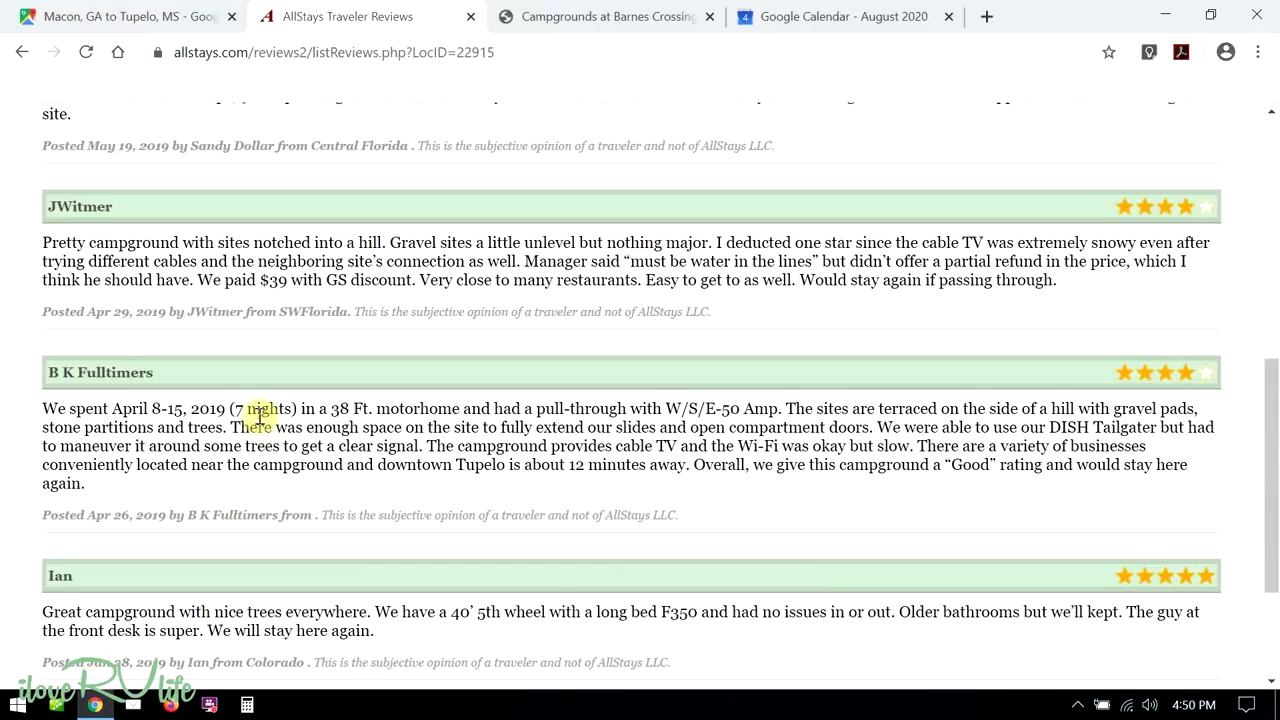 Macon, GA to Tupelo, MS - Goo
AllStays Traveler Reviews
Campgrounds at Barnes Crossing
4
Google Calendar - August 2020
allstays.com/reviews2/listReviews.php?LocID=22915
site.
Posted May 19, 2019 by Sandy Dollar from Central Florida . This is the subjective opinion of a traveler and not of AllStays LLC.
JWitmer
Pretty campground with sites notched into a hill. Gravel sites a little unlevel but nothing major. I deducted one star since the cable TV was extremely snowy even after
trying different cables and the neighboring site's connection as well. Manager said “must be water in the lines” but didn't offer a partial refund in the price, which I
think he should have. We paid $39 with GS discount. Very close to many restaurants. Easy to get to as well. Would stay again if passing through.
Posted Apr 29, 2019 by JWitmer from SWFlorida. This is the subjective opinion of a traveler and not of AllStays LLC.
B K Fulltimers
We spent April 8-15, 2019 (7 nights) in a 38 Ft. motorhome and had a pull-through with W/S/E-50 Amp. The sites are terraced on the side of a hill with gravel pads,
stone partitions and trees. There was enough space on the site to fully extend our slides and open compartment doors. We were able to use our DISH Tailgater but had
to maneuver it around some trees to get a clear signal. The campground provides cable TV and the Wi-Fi was okay but slow. There are a variety of businesses
conveniently located near the campground and downtown Tupelo is about 12 minutes away. Overall, we give this campground a “Good” rating and would stay here
again.
Posted Apr 26, 2019 by B K Fulltimers from . This is the subjective opinion of a traveler and not of AllStays LLC.
Ian
Great campground with nice trees everywhere. We have a 40’ 5th wheel with a long bed F350 and had no issues in or out. Older bathrooms but we’ll kept. The guy at
the front desk is super. We will stay here again.
Posted Jan 28, 2019 by Ian from Colorado . This is the subjective opinion of a traveler and not of AllStays LLC.
iloveRVlife
4:50 PM